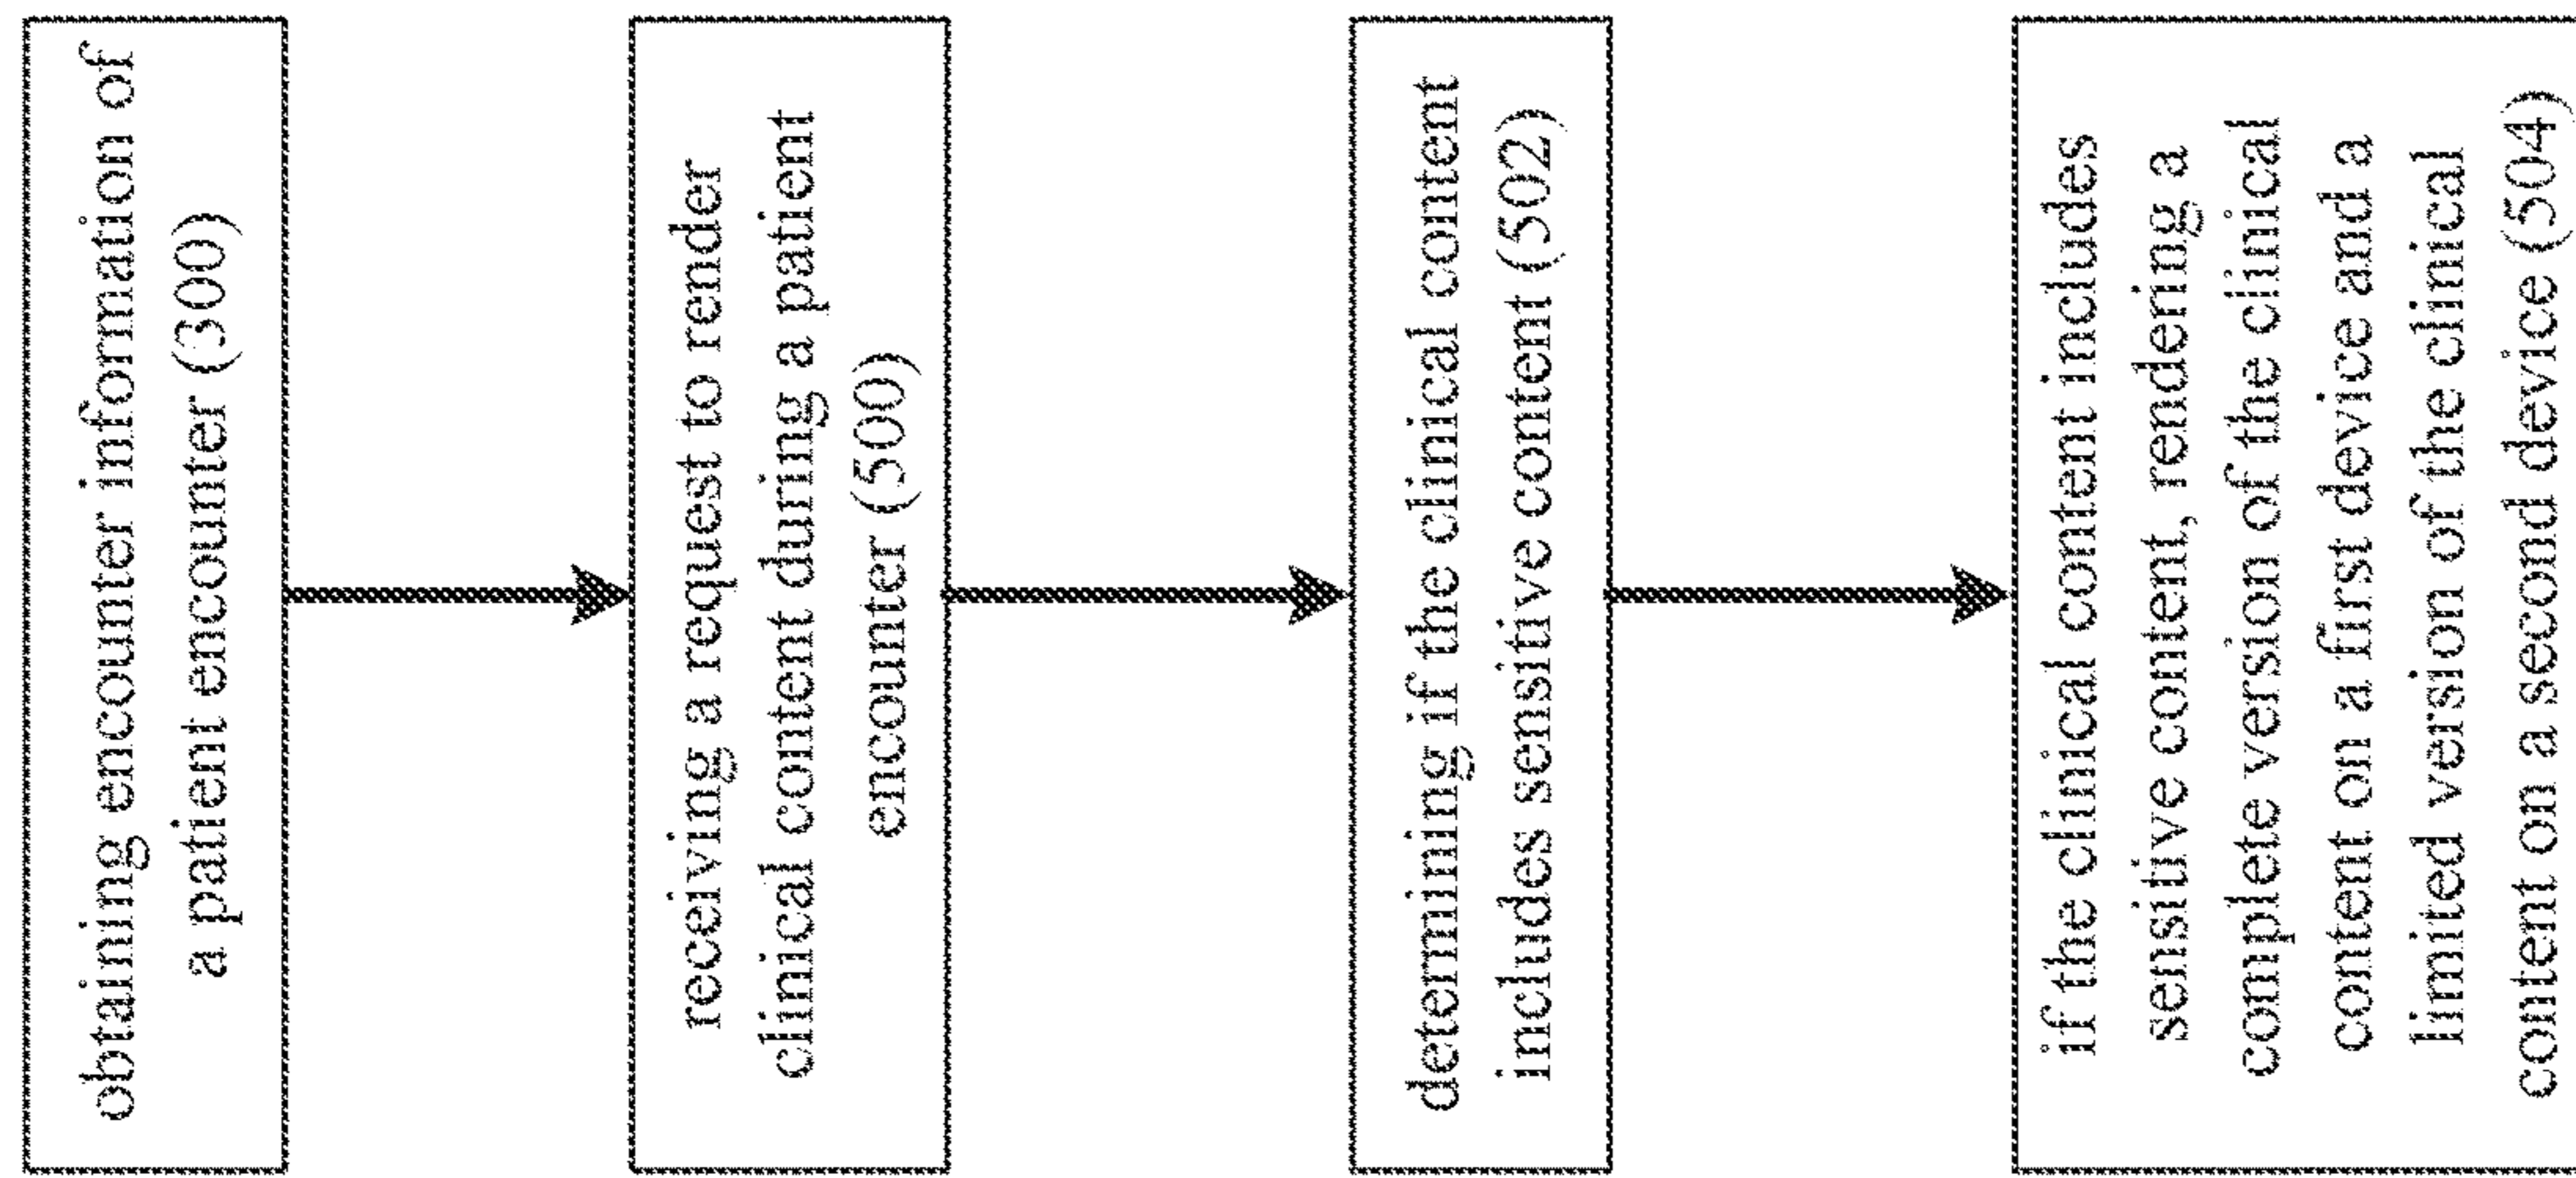 obtaining encounter information of
a patient encounter (300)
receiving a request to render
clinical content during a patient
encounter (500)
determining if the clinical content
includes sensitive content (502)
if the clinical content includes
sensitive content, rendering a
complete version of the clinical
content on a first device and a
limited version of the clinical
content on a second device (504)